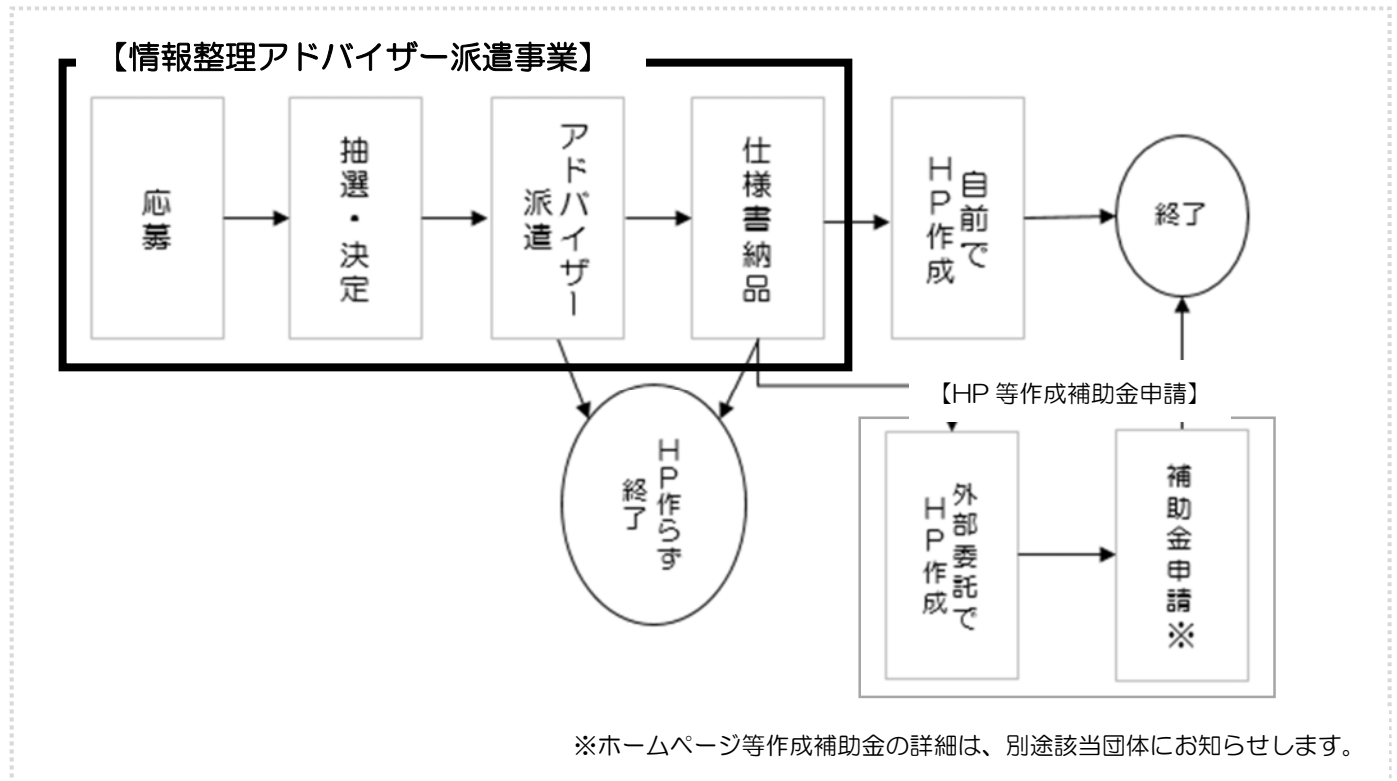 【情報整理アドバイザー派遣事業】
応募
抽選・決定
アドバイザー
派遣
仕様書納品
自前で
HP作成
終了
【HP 等作成補助金申請】
HP作らず
終了
外部委託で
HP作成
補助金申請※
※ホームページ等作成補助金の詳細は、別途該当団体にお知らせします。